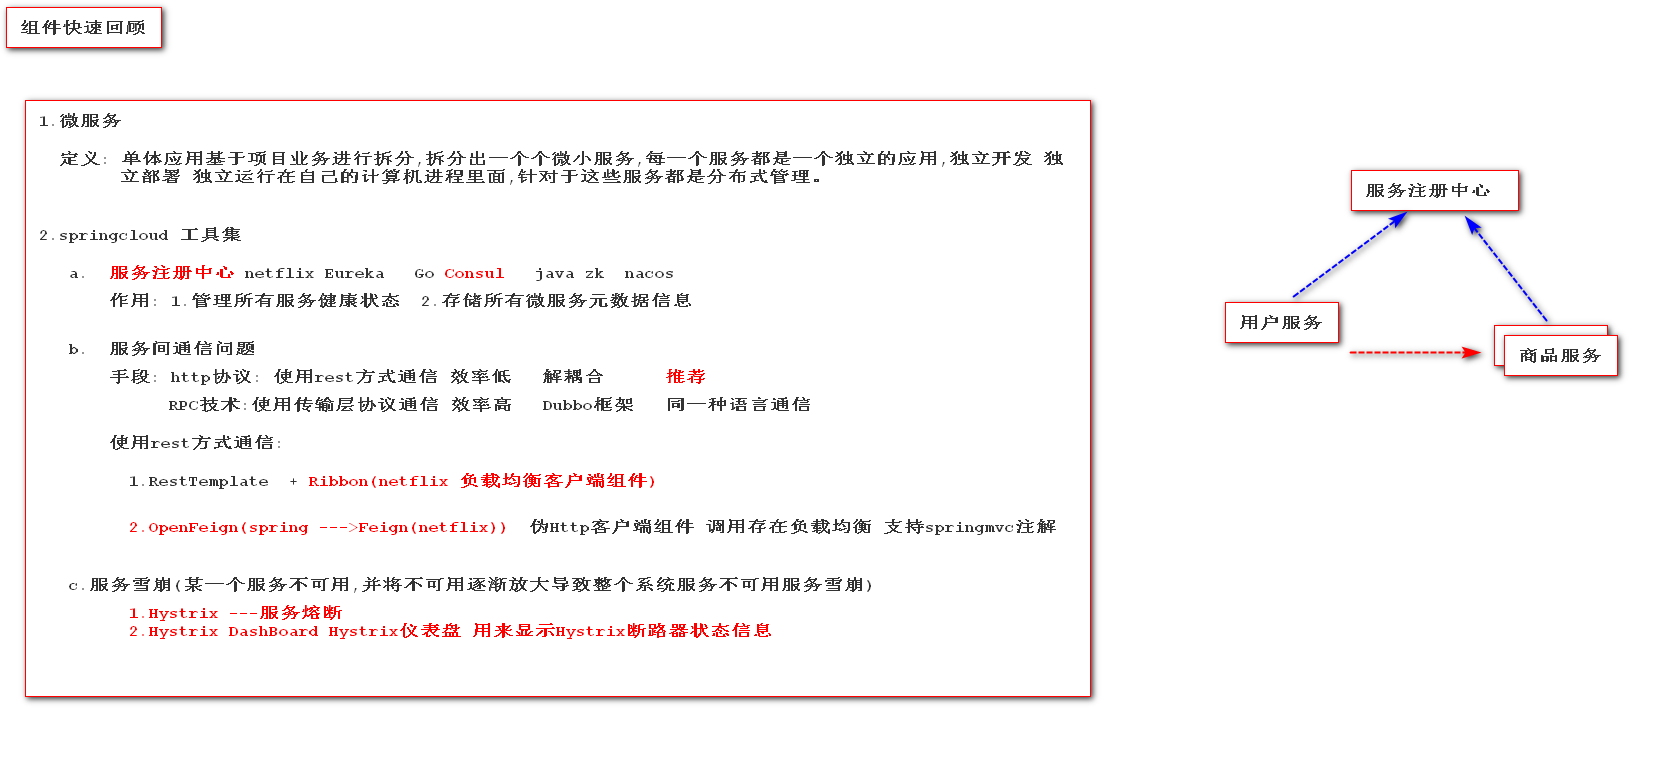 组件快速回顾
1.微服务
定义: 单体应用基于项目业务进行拆分,拆分出一个个微小服务,每一个服务都是一个独立的应用,独立开发 独
立部署 独立运行在自己的计算机进程里面,针对于这些服务都是分布式管理。
2.springcloud 工具集
a. 服务注册中心 netflix Eureka Go Consul java zk nacos
作用: 1.管理所有服务健康状态 2.存储所有微服务元数据信息
b. 服务间通信问题
手段: http协议: 使用rest方式通信 效率低 解耦合 推荐
RPC技术:使用传输层协议通信 效率高 Dubbo框架 同一种语言通信
使用rest方式通信:
1.RestTemplate + Ribbon(netflix 负载均衡客户端组件)
2.OpenFeign(spring --->Feign(netflix)) 伪Http客户端组件 调用存在负载均衡 支持springmvc注解
c.服务雪崩(某一个服务不可用,并将不可用逐渐放大导致整个系统服务不可用服务雪崩)
1.Hystrix ---服务熔断
2.Hystrix DashBoard Hystrix仪表盘 用来显示Hystrix断路器状态信息
服务注册中心
用户服务
商品服务